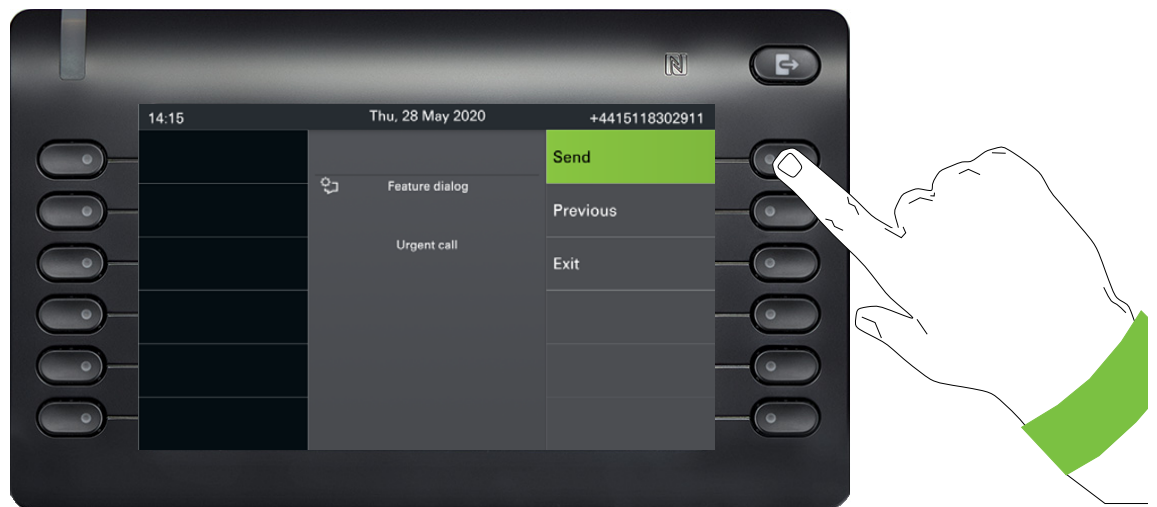 14:15 Thu, 28 May 2020 +4415118302911
Send
Feature dialog
Previous
Urgent call
Exit